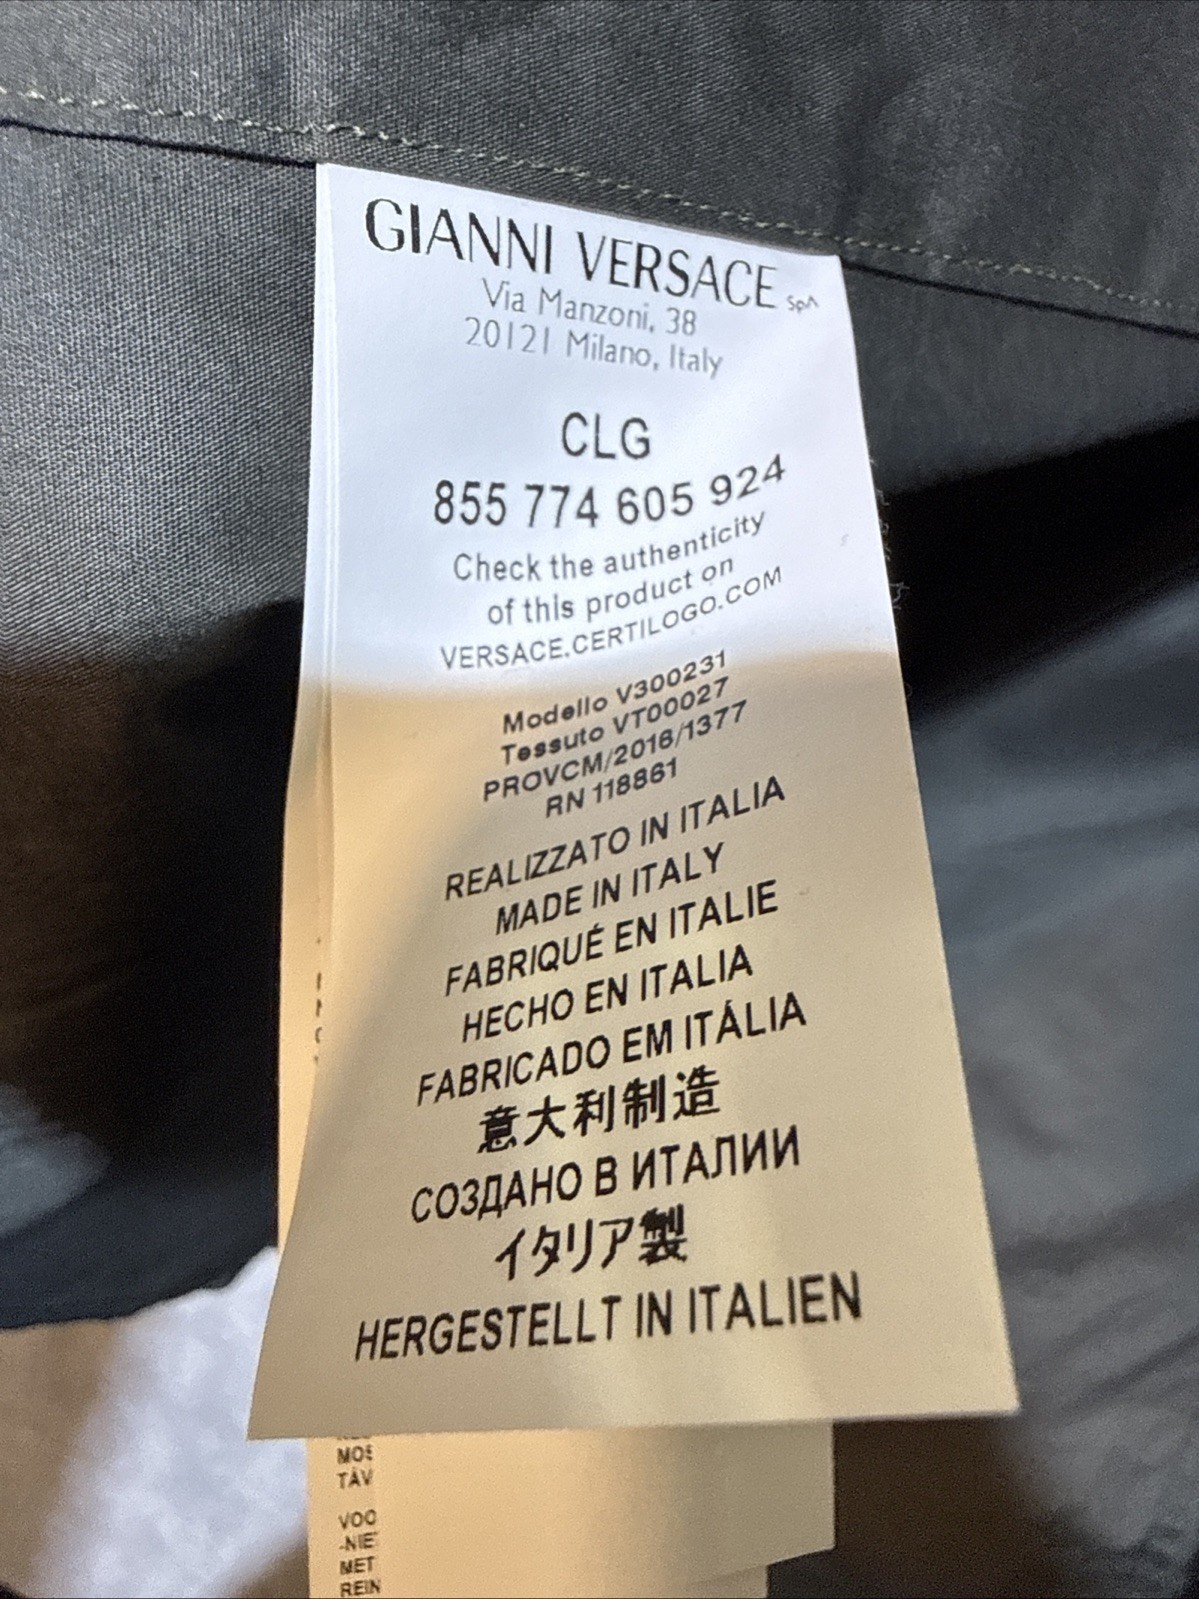 GIANNI VERSACE SpA
Via Manzoni, 38
20121 Milano, Italy
CLG
855 774 605 924
Check the authenticity
of this product on
VERSACE.CERTILOGO.COM
Modello V300231
Tessuto VT00027
PROVCM/2016/1377
RN 118861
REALIZZATO IN ITALIA
MADE IN ITALY
FABRIQUÉ EN ITALIE
HECHO EN ITALIA
FABRICADO EM ITÁLIA
意大利制造
СОЗДАНО В ИТАЛИИ
イタリア製
HERGESTELLT IN ITALIEN
MOS
TÁV
VOO
-NIE
MET
REIN